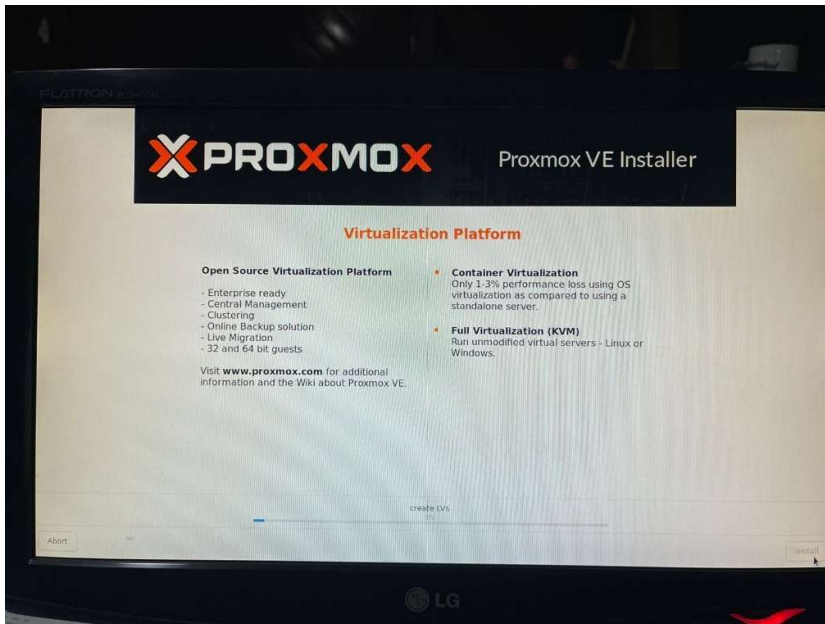 FLATRON
PROXMOX
Proxmox VE Installer
Virtualization Platform
Open Source Virtualization Platform
- Enterprise ready
- Central Management
- Clustering
- Online Backup solution
- Live Migration
- 32 and 64 bit guests
Visit www.proxmox.com for additional
information and the Wiki about Proxmox VE.
Container Virtualization
Only 1-3% performance loss using OS
virtualization as compared to using a
standalone server.
Full Virtualization (KVM)
Run unmodified virtual servers - Linux or
Windows.
create LVs
Abort
Install
LG